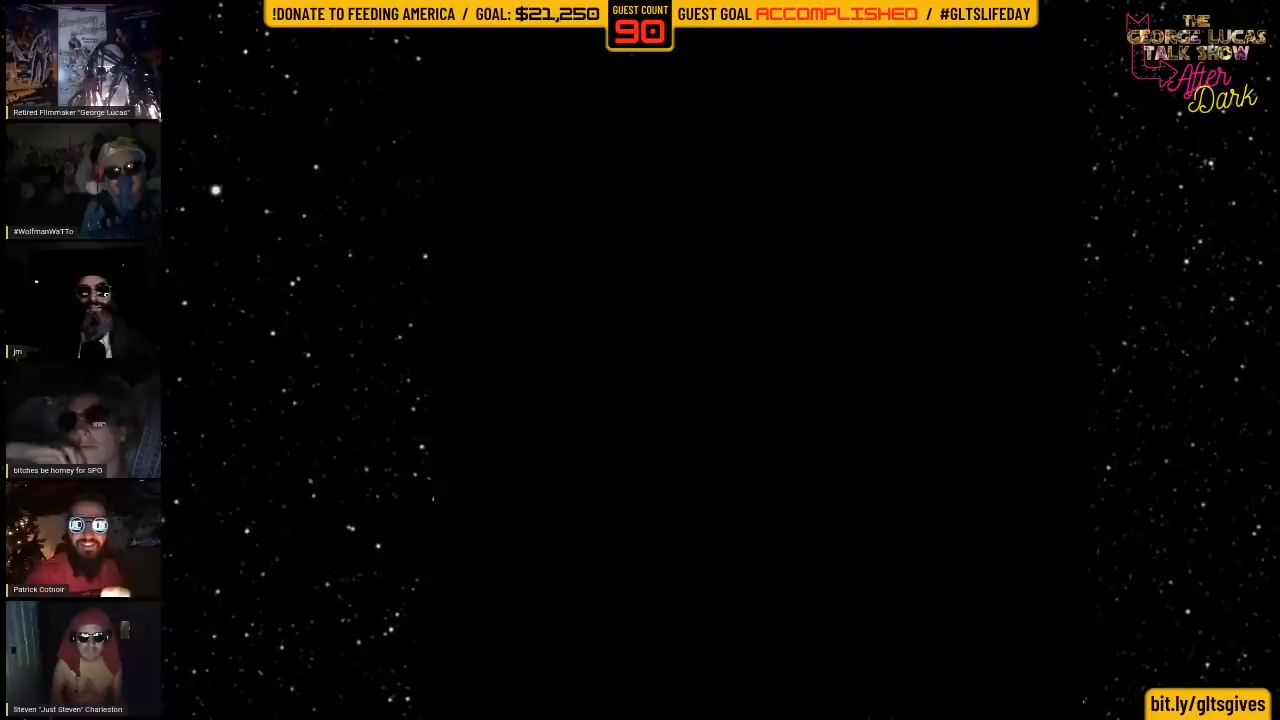 !DONATE TO FEEDING AMERICA / GOAL: $21,250
GUEST COUNT
90
GUEST GOAL ACCOMPLISHED / #GLTSLIFEDAY
THE
GEORGE LUCAS
TALK SHOW
After
Dark
Retired Filmmaker "George Lucas"
#WolfmanWaTTo
jm
bitches be horney for SPO
Patrick Cotnoir
Steven "Just Steven" Charleston
bit.ly/gltsgives